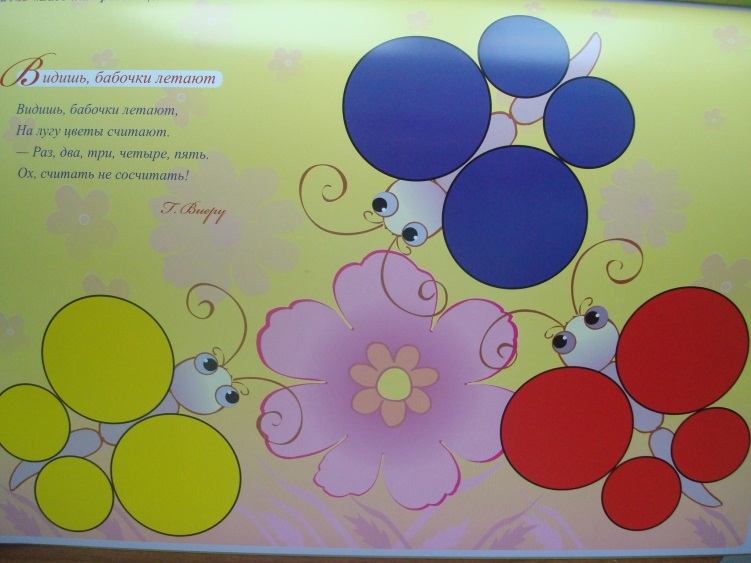 Видишь, бабочки летают
Видишь, бабочки летают,
На лугу цветы считают.
— Раз, два, три, четыре, пять.
Ох, считать не сосчитать!
Г. Виеру